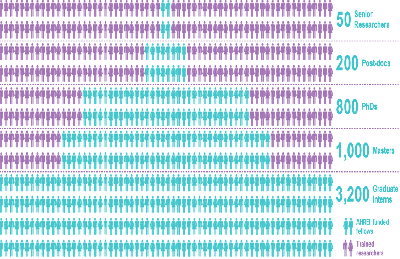 50 Senior
Researchers
200 Post-docs
800 PhDs
1,000 Masters
3,200 Graduate
Interns
funded
fellows
Trained
researchers